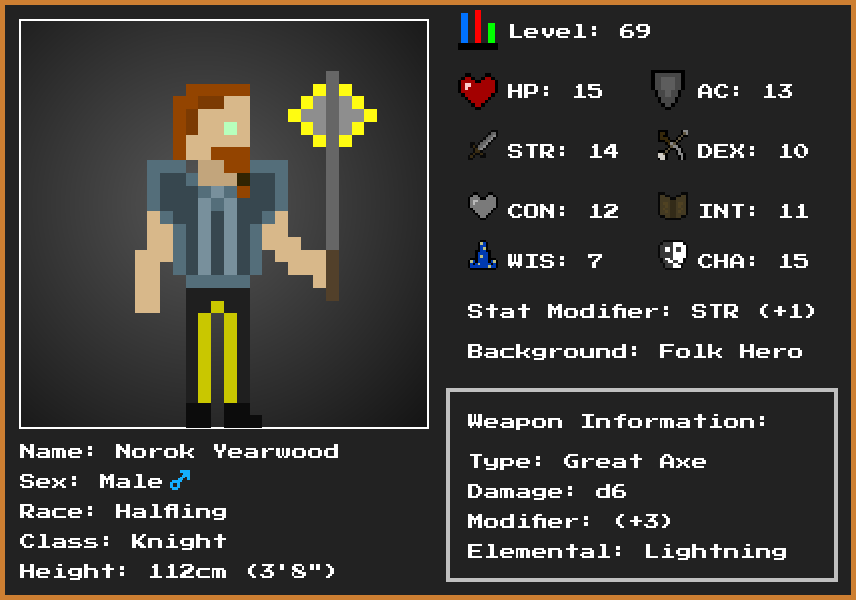 Level: 69
HP: 15 AC: 13
STR: 14 DEX: 10
CON: 12 INT: 11
WIS: 7 CHA: 15
Stat Modifier: STR (+1)
Background: Folk Hero
Weapon Information:
Type: Great Axe
Damage: d6
Modifier: (+3)
Elemental: Lightning
Name: Norok Yearwood
Sex: Male ♂
Race: Halfling
Class: Knight
Height: 112cm (3'8")